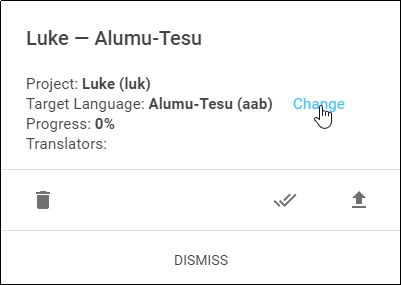 Luke — Alumu-Tesu
Project: Luke (luk)
Target Language: Alumu-Tesu (aab) Change
Progress: 0%
Translators:
DISMISS